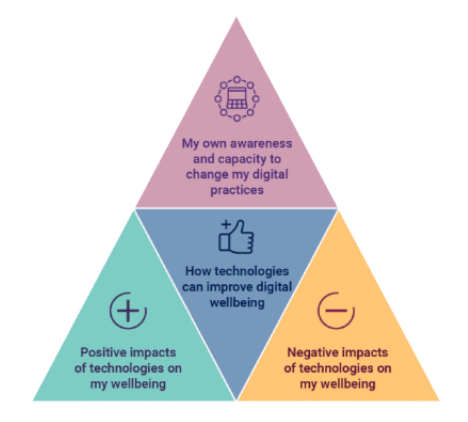 My own awareness
and capacity to
change my digital
practices
How technologies
can improve digital
wellbeing
Positive impacts
of technologies on
my wellbeing
Negative impacts
of technologies on
my wellbeing